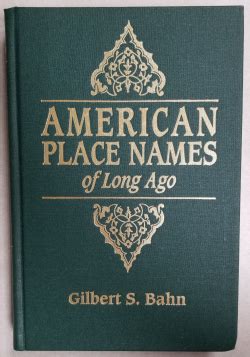 AMERICAN
PLACE NAMES
of Long Ago
Gilbert S. Bahn